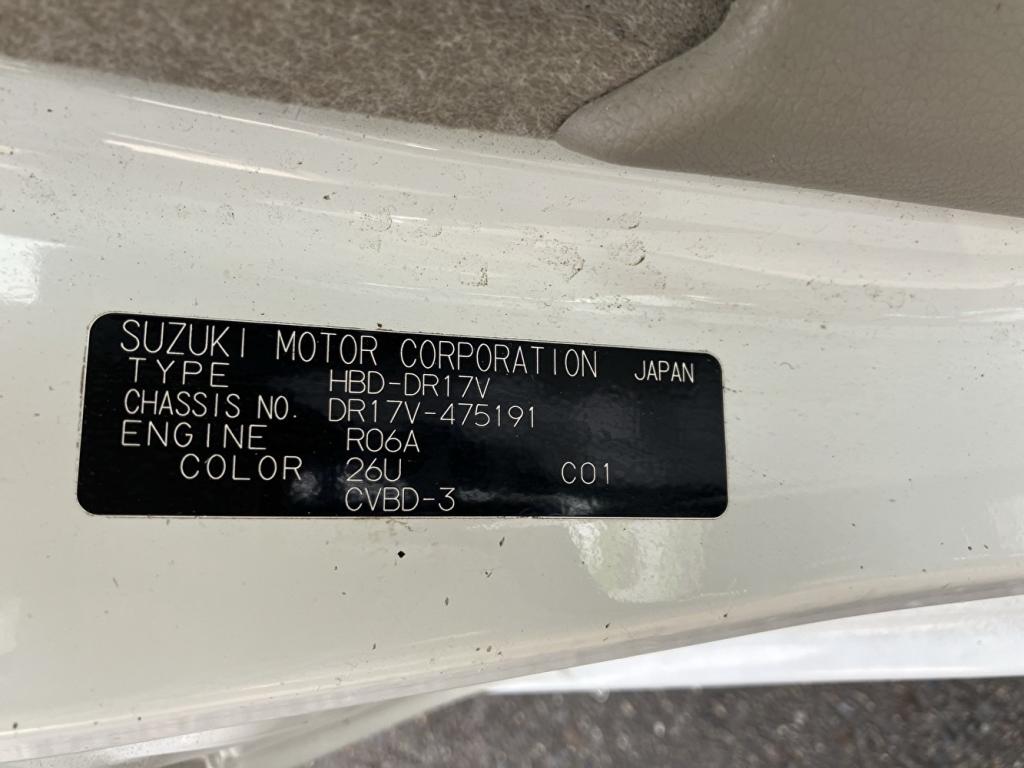 SUZUKI MOTOR CORPORATION JAPAN
TYPE HBD-DR17V
CHASSIS NO. DR17V-475191
ENGINE R06A
COLOR 26U C01
CVBD-3